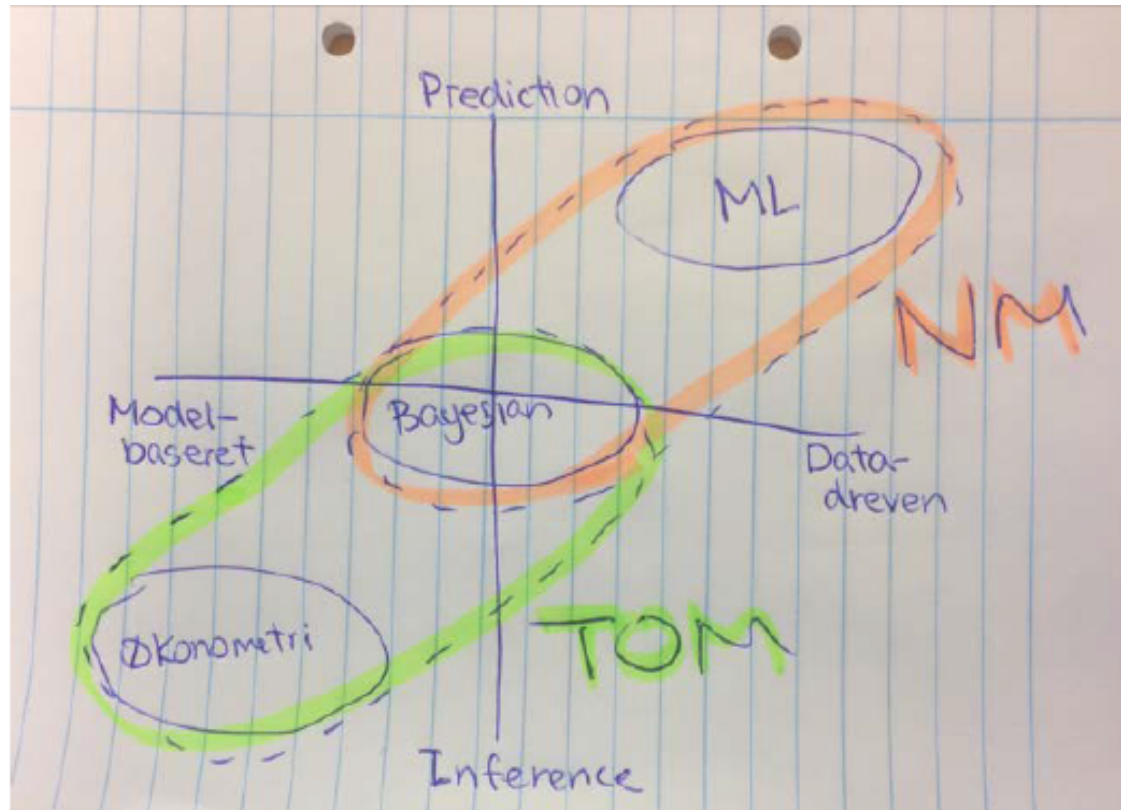 Prediction
ML
NM
Model-
baseret
Bayesian
Data-
dreven
Økonometri
TOM
Inference